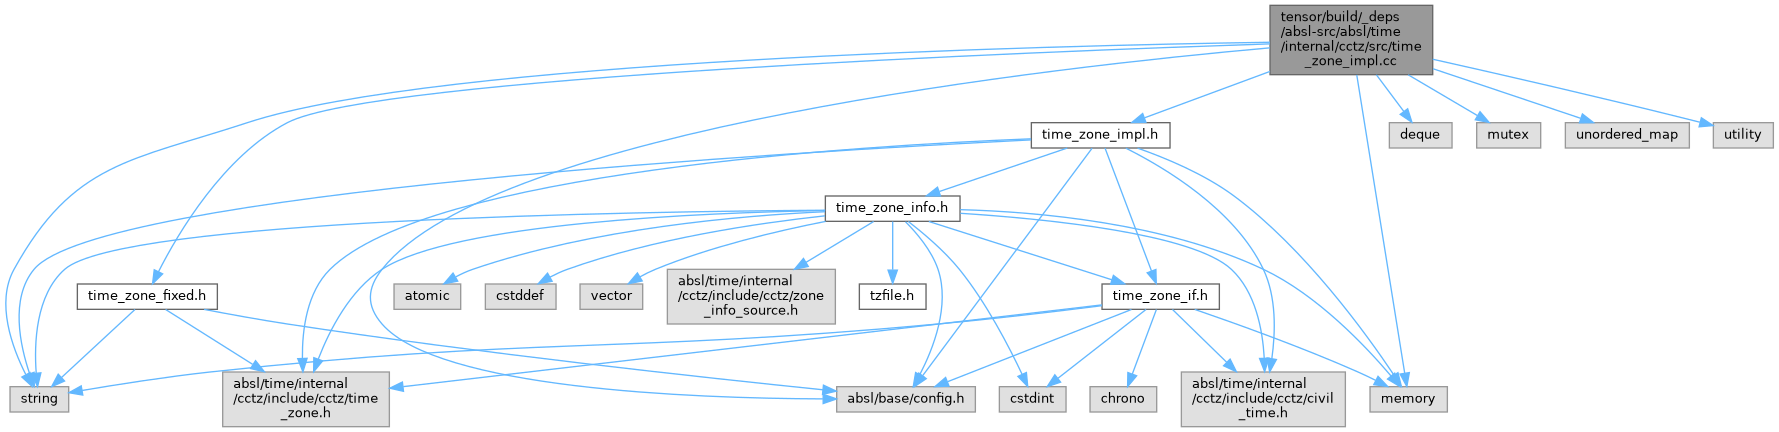 tensor/build/_deps
/absl-src/absl/time
/internal/cctz/src/time
_zone_impl.cc
time_zone_impl.h
deque
mutex
unordered_map
utility
time_zone_info.h
time_zone_fixed.h
atomic
cstddef
vector
absl/time/internal
/cctz/include/cctz/zone
_info_source.h
tzfile.h
time_zone_if.h
string
absl/time/internal
/cctz/include/cctz/time
_zone.h
absl/base/config.h
cstdint
chrono
absl/time/internal
/cctz/include/cctz/civil
_time.h
memory